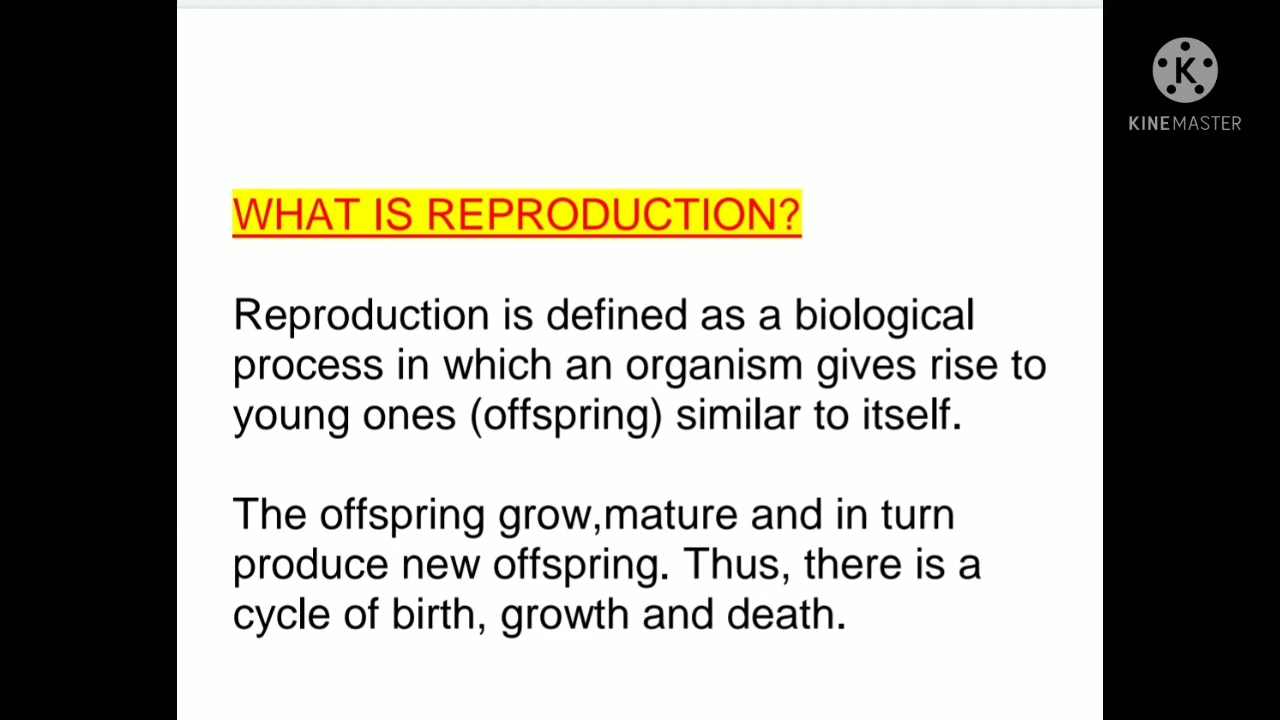 K
KINEMASTER
WHAT IS REPRODUCTION?
Reproduction is defined as a biological
process in which an organism gives rise to
young ones (offspring) similar to itself.
The offspring grow,mature and in turn
produce new offspring. Thus, there is a
cycle of birth, growth and death.